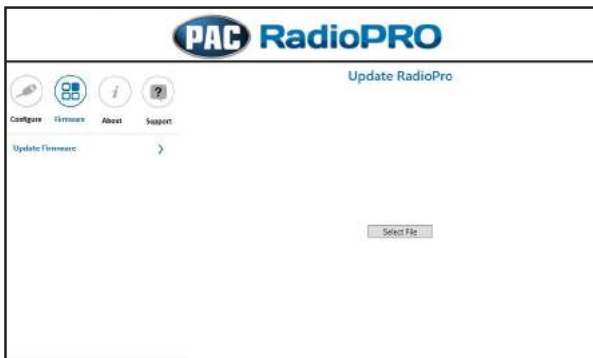 PAC RadioPRO
Update RadioPro
Configure Firmware About Support
Update Firmware
Select File